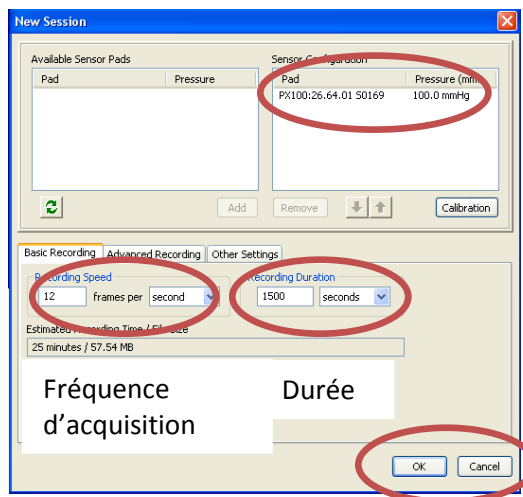 New Session
Available Sensor Pads
Sensor Configuration
Pad Pressure
Pad Pressure (mm
PX100:26.64.01 S0169 100.0 mmHg
Add
Remove
Calibration
Basic Recording Advanced Recording Other Settings
Recording Speed
Recording Duration
12 frames per second
1500 seconds
Estimated Recording Time / File Size
25 minutes / 57.54 MB
Fréquence
d’acquisition
Durée
OK
Cancel